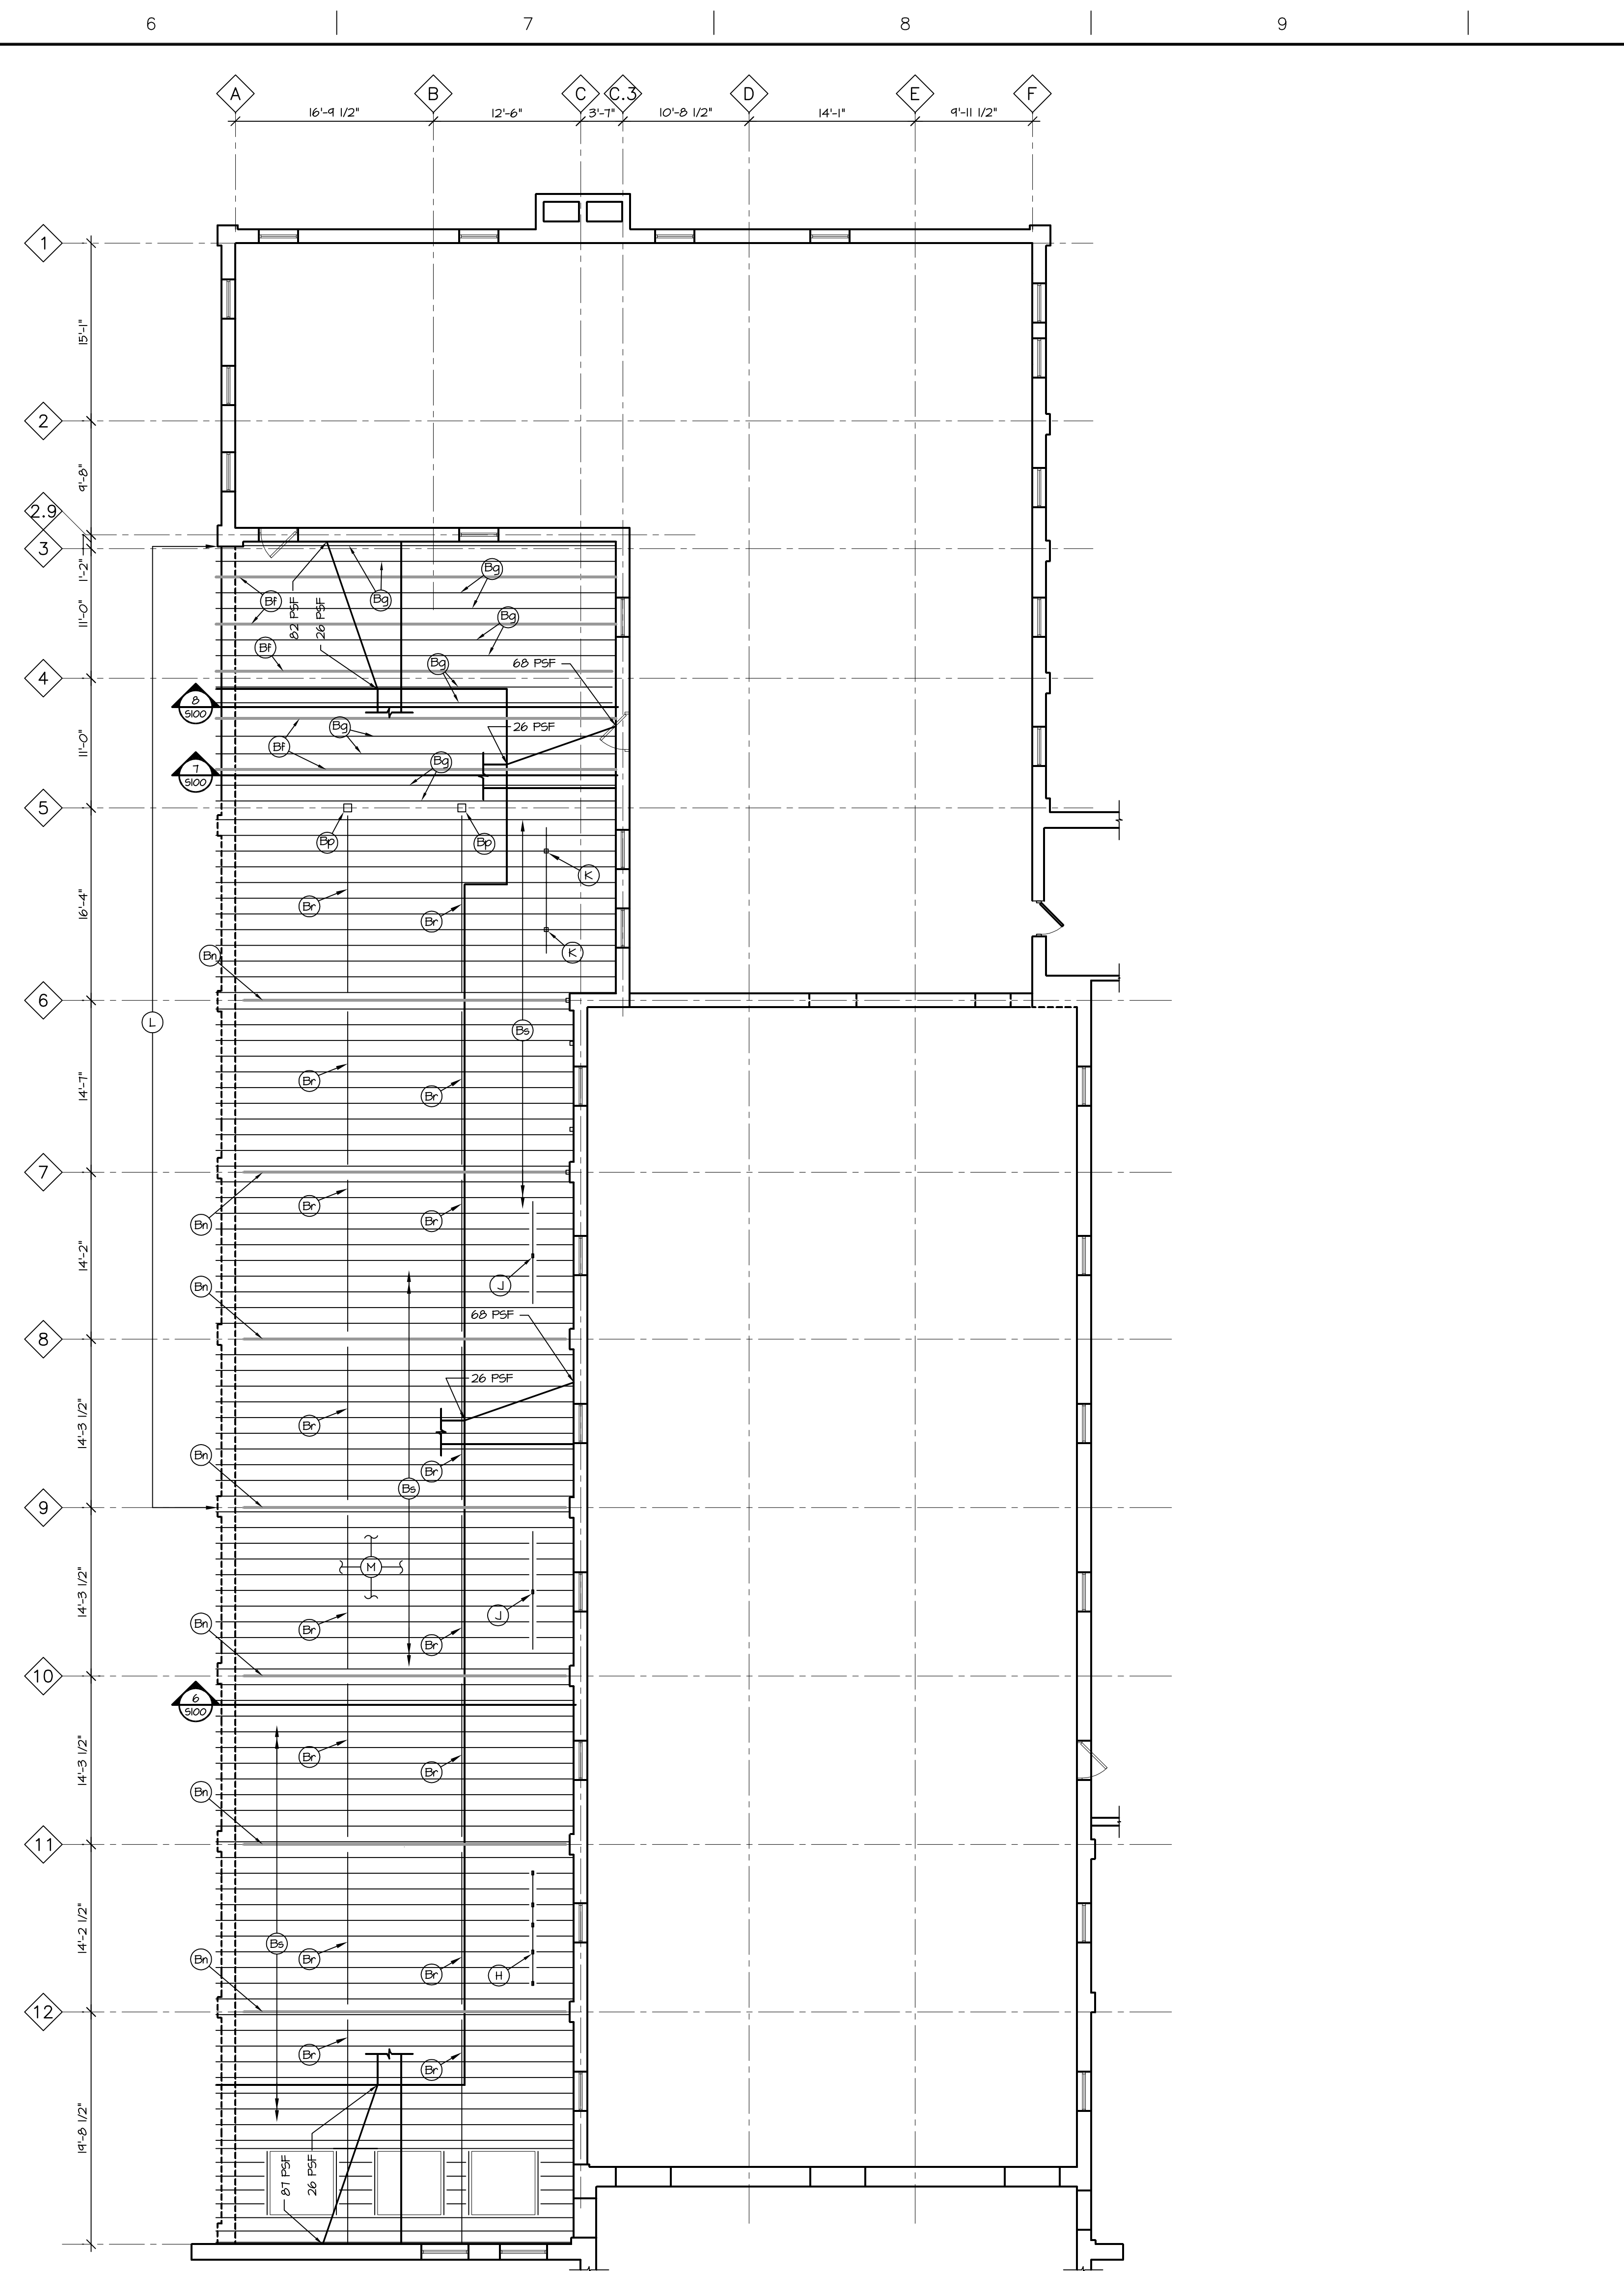 6 7 8 9
A B C C.3 D E F
16'-9 1/2" 12'-6" 3'-7" 10'-8 1/2" 14'-1" 9'-11 1/2"
1
15'-1"
2
9'-8"
2.9
3
1'-2"
Bg
Bf Bg
82 PSF
26 PSF
11'-0"
Bg
Bf
Bg 68 PSF
4
8
S100
Bg 26 PSF
Bf
11'-0"
Bg
7
S100
5
Bp Bp
K
16'-4"
Br
Br
K
Bn
6
L
Bs
14'-7"
Br
Br
7
Br
Br
Bn
14'-2"
J
Bn
68 PSF
8
26 PSF
14'-3 1/2"
Br
Bn
Br
Bs
9
M
14'-3 1/2"
J
Bn
Br
Br
10
6
S100
14'-3 1/2"
Br
Br
Bn
11
14'-2 1/2"
Bs
Bn
Br
Br
H
12
Br
Br
19'-8 1/2"
87 PSF
26 PSF